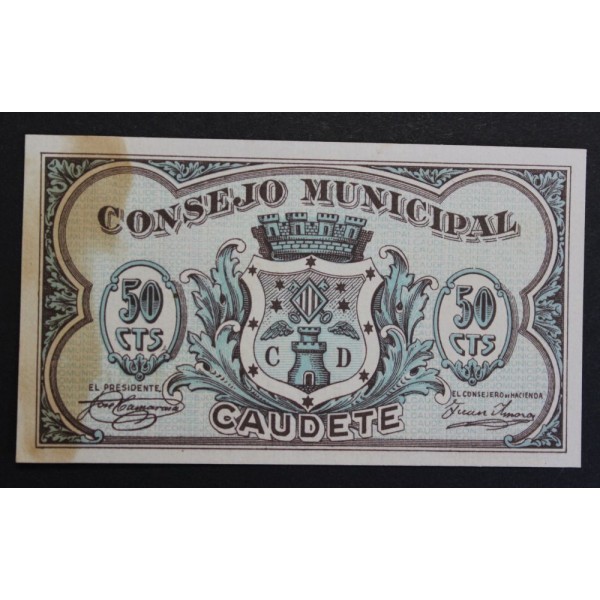 CONSEJO MUNICIPAL
50 CTS
50 CTS
C D
EL PRESIDENTE
EL CONSEJERO DE HACIENDA
CAUDETE